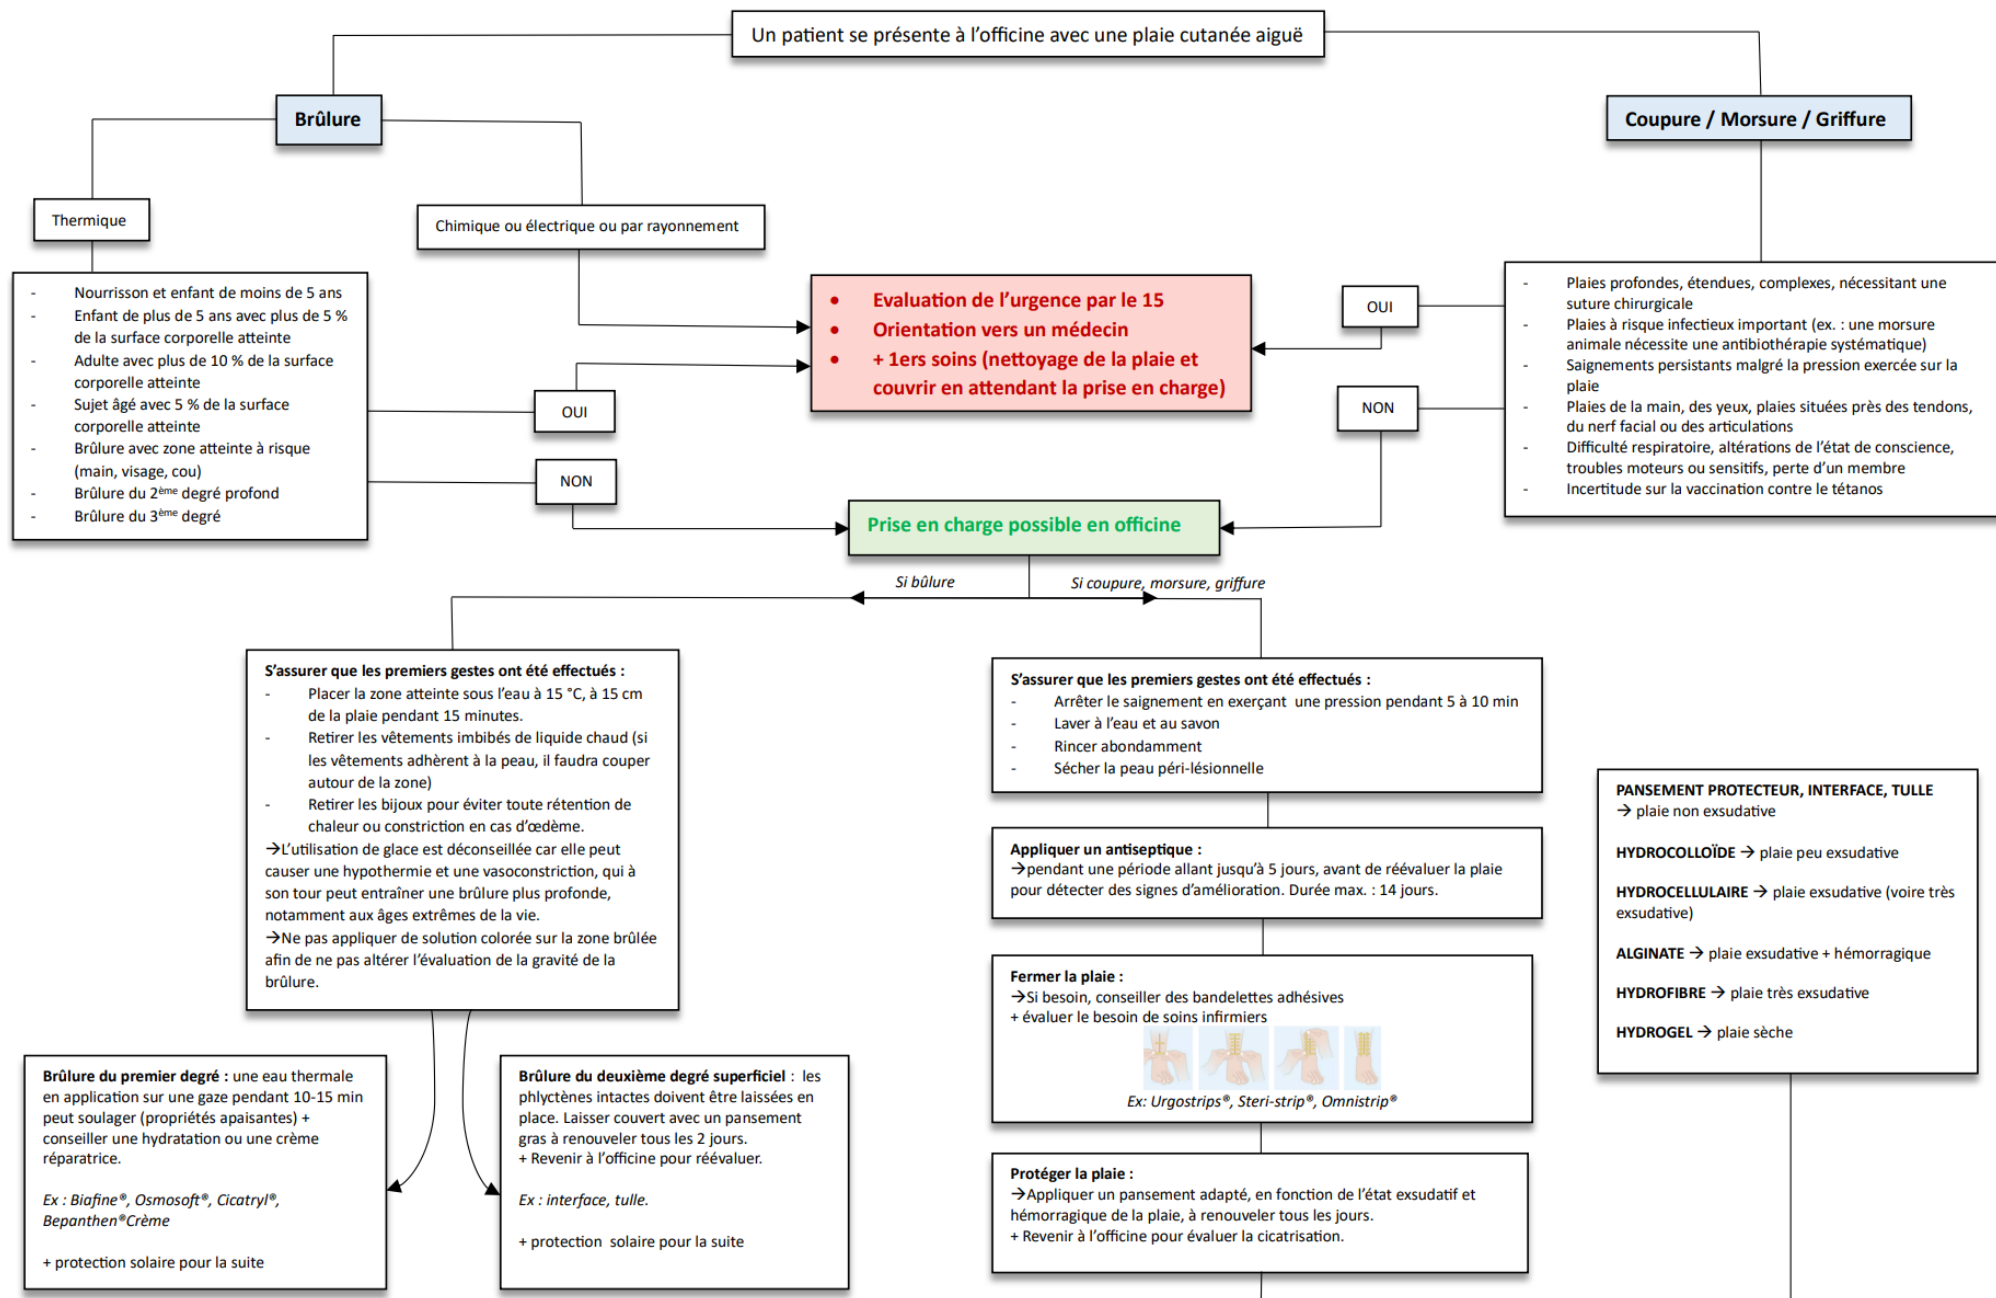 Un patient se présente à l'officine avec une plaie cutanée aiguë
Brûlure
Coupure / Morsure / Griffure
Thermique
Chimique ou électrique ou par rayonnement
- Nourrisson et enfant de moins de 5 ans
- Enfant de plus de 5 ans avec plus de 5 %
de la surface corporelle atteinte
- Adulte avec plus de 10 % de la surface
corporelle atteinte
- Sujet âgé avec 5 % de la surface
corporelle atteinte
- Brûlure avec zone atteinte à risque
(main, visage, cou)
- Brûlure du 2ème degré profond
- Brûlure du 3ème degré
OUI
NON
• Evaluation de l'urgence par le 15
• Orientation vers un médecin
• + 1ers soins (nettoyage de la plaie et
couvrir en attendant la prise en charge)
OUI
NON
- Plaies profondes, étendues, complexes, nécessitant une
suture chirurgicale
- Plaies à risque infectieux important (ex. : une morsure
animale nécessite une antibiothérapie systématique)
- Saignements persistants malgré la pression exercée sur la
plaie
- Plaies de la main, des yeux, plaies situées près des tendons,
du nerf facial ou des articulations
- Difficulté respiratoire, altérations de l'état de conscience,
troubles moteurs ou sensitifs, perte d'un membre
- Incertitude sur la vaccination contre le tétanos
Prise en charge possible en officine
Si bûlure
Si coupure, morsure, griffure
S'assurer que les premiers gestes ont été effectués :
- Placer la zone atteinte sous l'eau à 15 °C, à 15 cm
de la plaie pendant 15 minutes.
- Retirer les vêtements imbibés de liquide chaud (si
les vêtements adhèrent à la peau, il faudra couper
autour de la zone)
- Retirer les bijoux pour éviter toute rétention de
chaleur ou constriction en cas d'œdème.
→L'utilisation de glace est déconseillée car elle peut
causer une hypothermie et une vasoconstriction, qui à
son tour peut entraîner une brûlure plus profonde,
notamment aux âges extrêmes de la vie.
→Ne pas appliquer de solution colorée sur la zone brûlée
afin de ne pas altérer l'évaluation de la gravité de la
brûlure.
Brûlure du premier degré : une eau thermale
en application sur une gaze pendant 10-15 min
peut soulager (propriétés apaisantes) +
conseiller une hydratation ou une crème
réparatrice.
Ex : Biafine®, Osmosoft®, Cicatryl®,
Bepanthen®Crème
+ protection solaire pour la suite
Brûlure du deuxième degré superficiel : les
phlyctènes intactes doivent être laissées en
place. Laisser couvert avec un pansement
gras à renouveler tous les 2 jours.
+ Revenir à l'officine pour réévaluer.
Ex : interface, tulle.
+ protection solaire pour la suite
S'assurer que les premiers gestes ont été effectués :
- Arrêter le saignement en exerçant une pression pendant 5 à 10 min
- Laver à l'eau et au savon
- Rincer abondamment
- Sécher la peau péri-lésionnelle
Appliquer un antiseptique :
→pendant une période allant jusqu'à 5 jours, avant de réévaluer la plaie
pour détecter des signes d'amélioration. Durée max. : 14 jours.
Fermer la plaie :
→Si besoin, conseiller des bandelettes adhésives
+ évaluer le besoin de soins infirmiers
Ex: Urgostrips®, Steri-strip®, Omnistrip®
Protéger la plaie :
→Appliquer un pansement adapté, en fonction de l'état exsudatif et
hémorragique de la plaie, à renouveler tous les jours.
+ Revenir à l'officine pour évaluer la cicatrisation.
PANSEMENT PROTECTEUR, INTERFACE, TULLE
→ plaie non exsudative
HYDROCOLLOÏDE → plaie peu exsudative
HYDROCELLULAIRE → plaie exsudative (voire très
exsudative)
ALGINATE → plaie exsudative + hémorragique
HYDROFIBRE → plaie très exsudative
HYDROGEL → plaie sèche